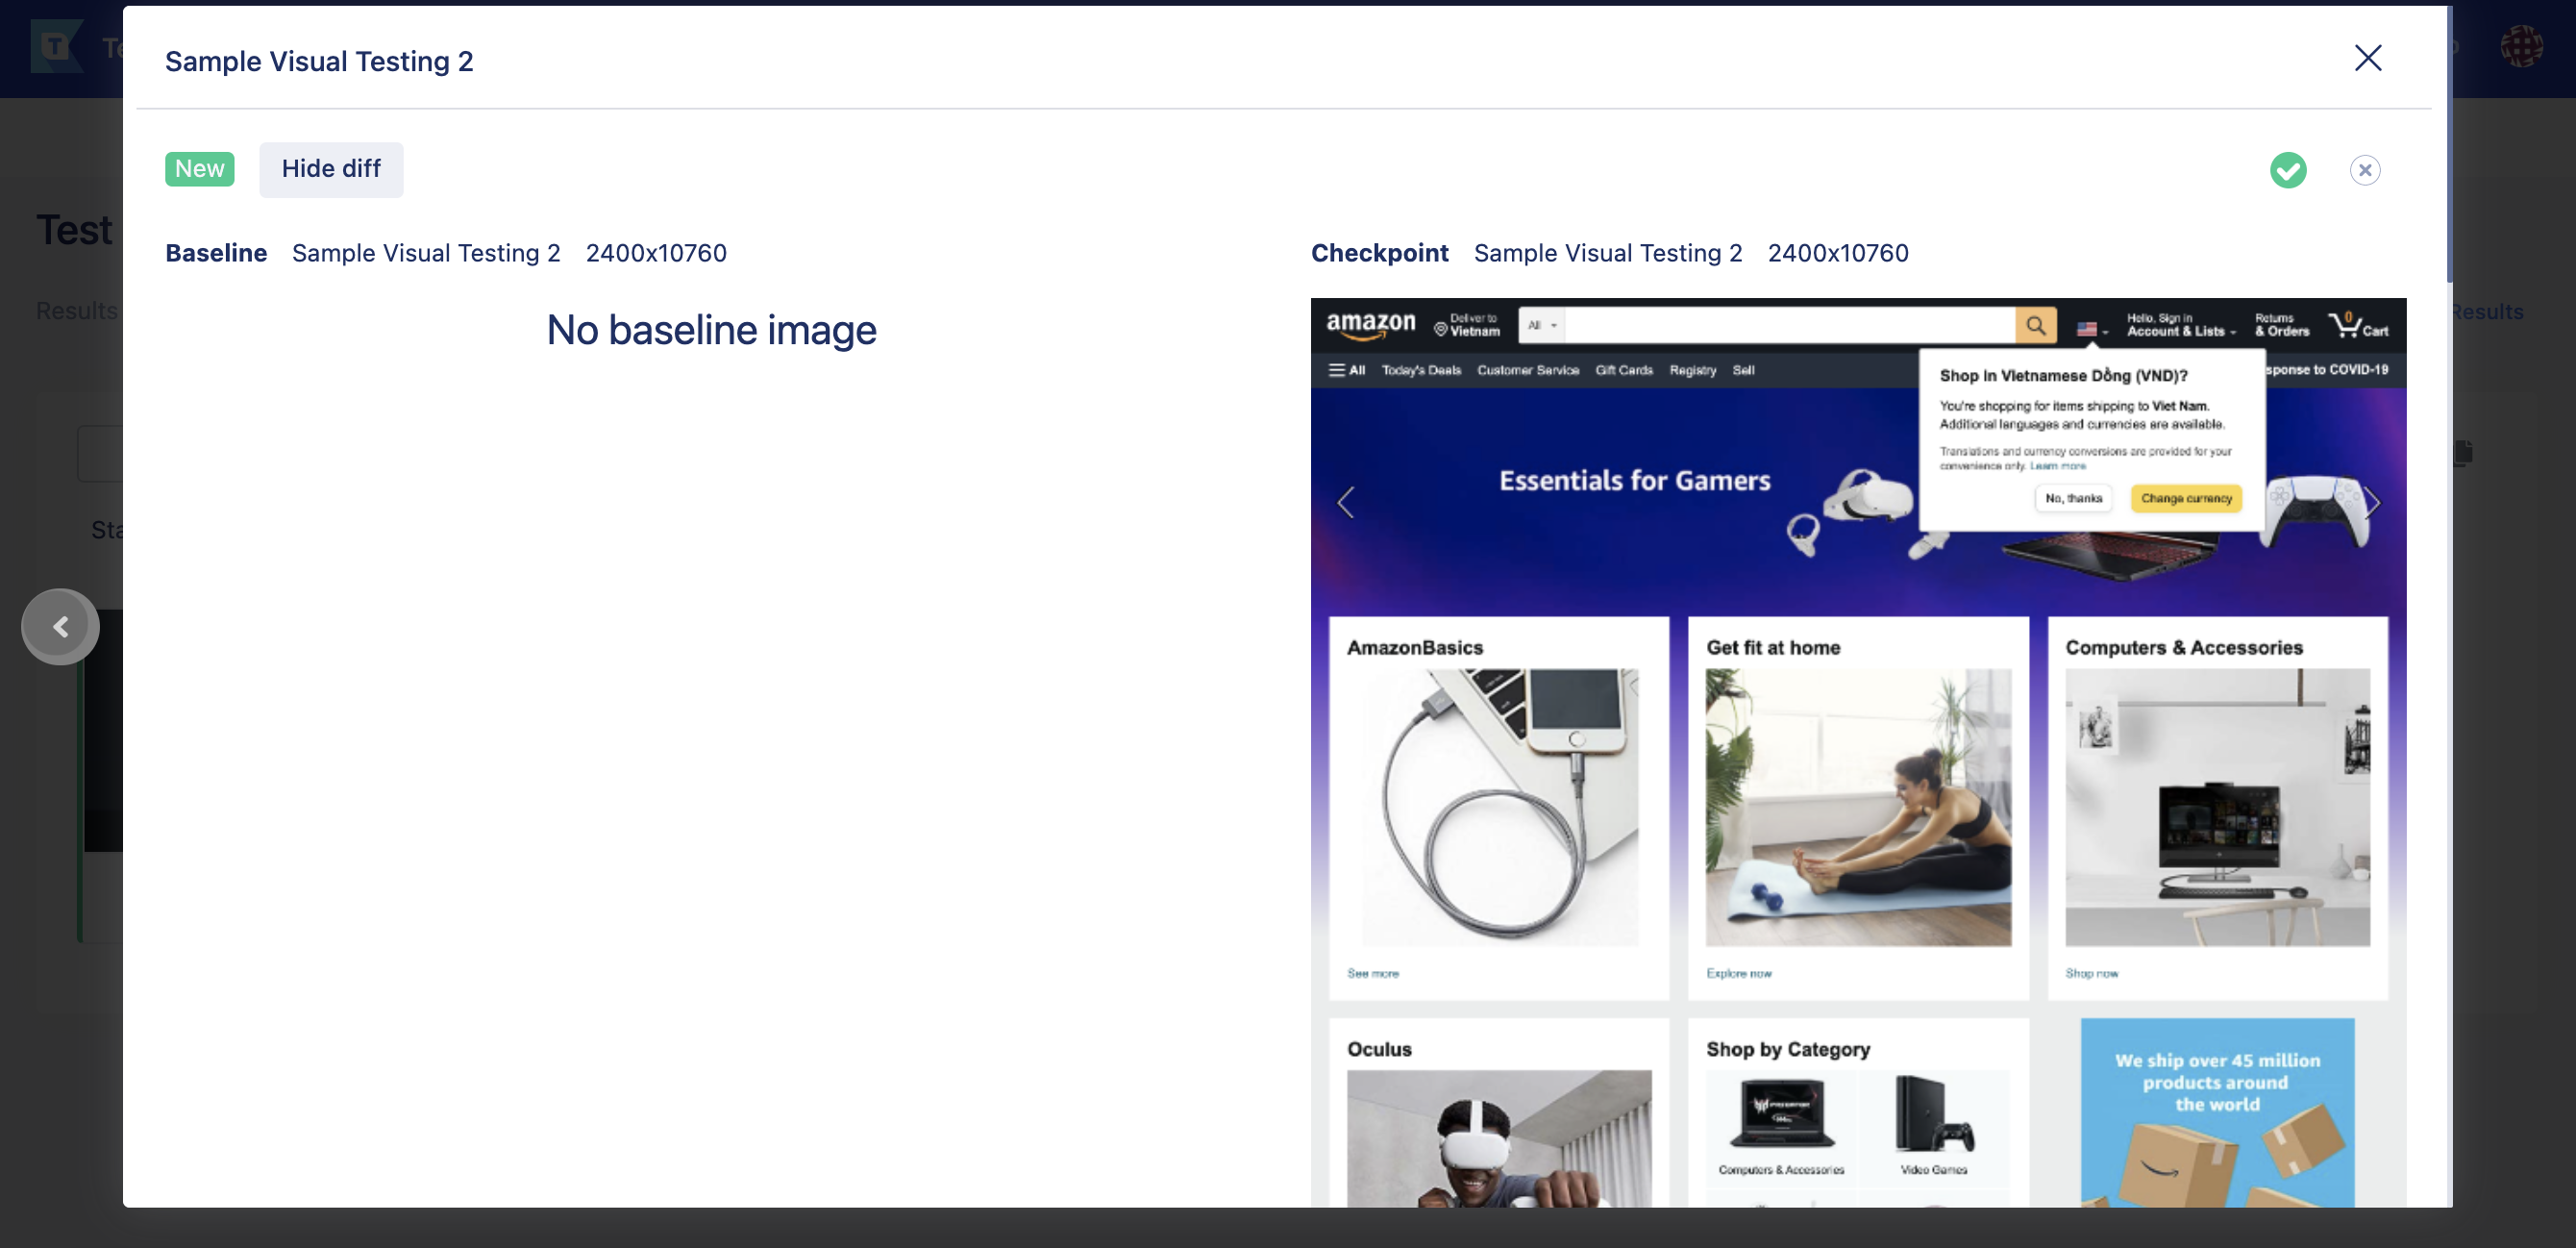 T
Te
Sample Visual Testing 2
New
Hide diff
Test
Baseline Sample Visual Testing 2 2400x10760
Checkpoint Sample Visual Testing 2 2400x10760
Results
Results
No baseline image
Sta
amazon
Deliver to
Vietnam
All
Hello, Sign in
Account & Lists
Returns
& Orders
0
Cart
All Today's Deals Customer Service Gift Cards Registry Sell
sponse to COVID-19
Shop in Vietnamese Dồng (VND)?
You're shopping for items shipping to Viet Nam.
Additional languages and currencies are available.
Translations and currency conversions are provided for your
convenience only. Learn more
No, thanks
Change currency
Essentials for Gamers
AmazonBasics
Get fit at home
Computers & Accessories
See more
Explore now
Shop now
Oculus
Shop by Category
Computers & Accessories
Video Games
We ship over 45 million
products around
the world